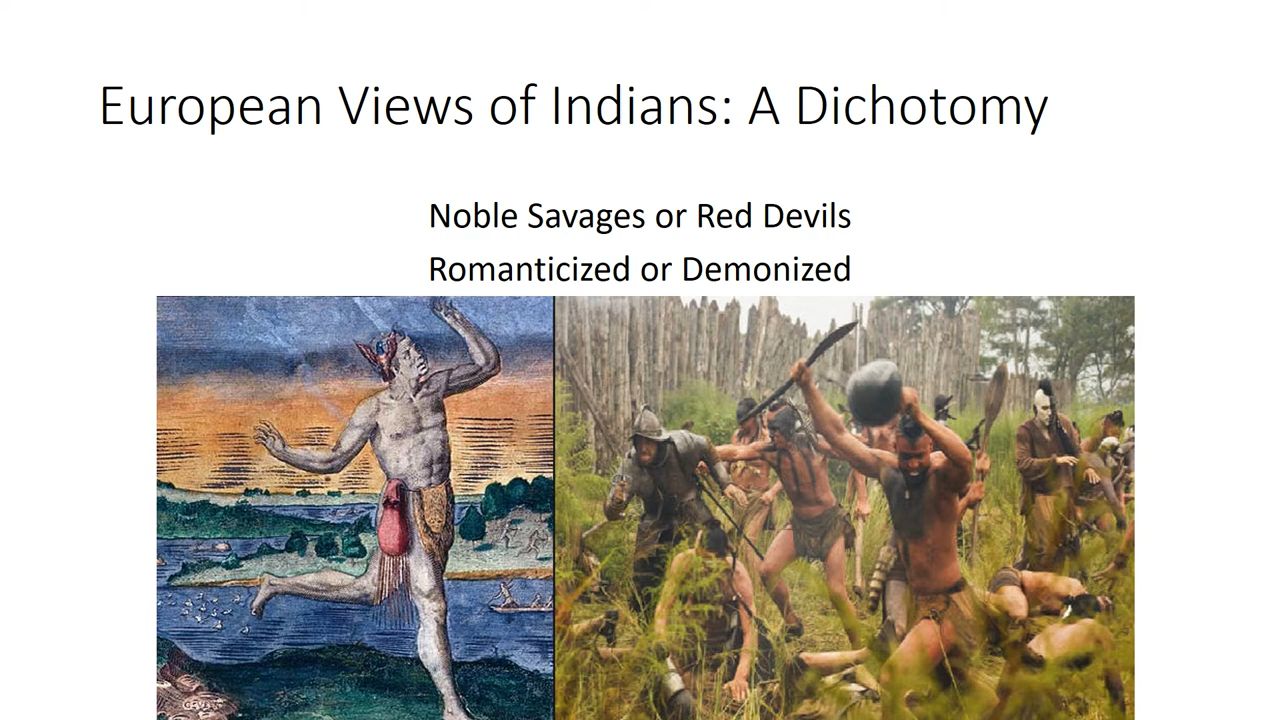 European Views of Indians: A Dichotomy
Noble Savages or Red Devils
Romanticized or Demonized